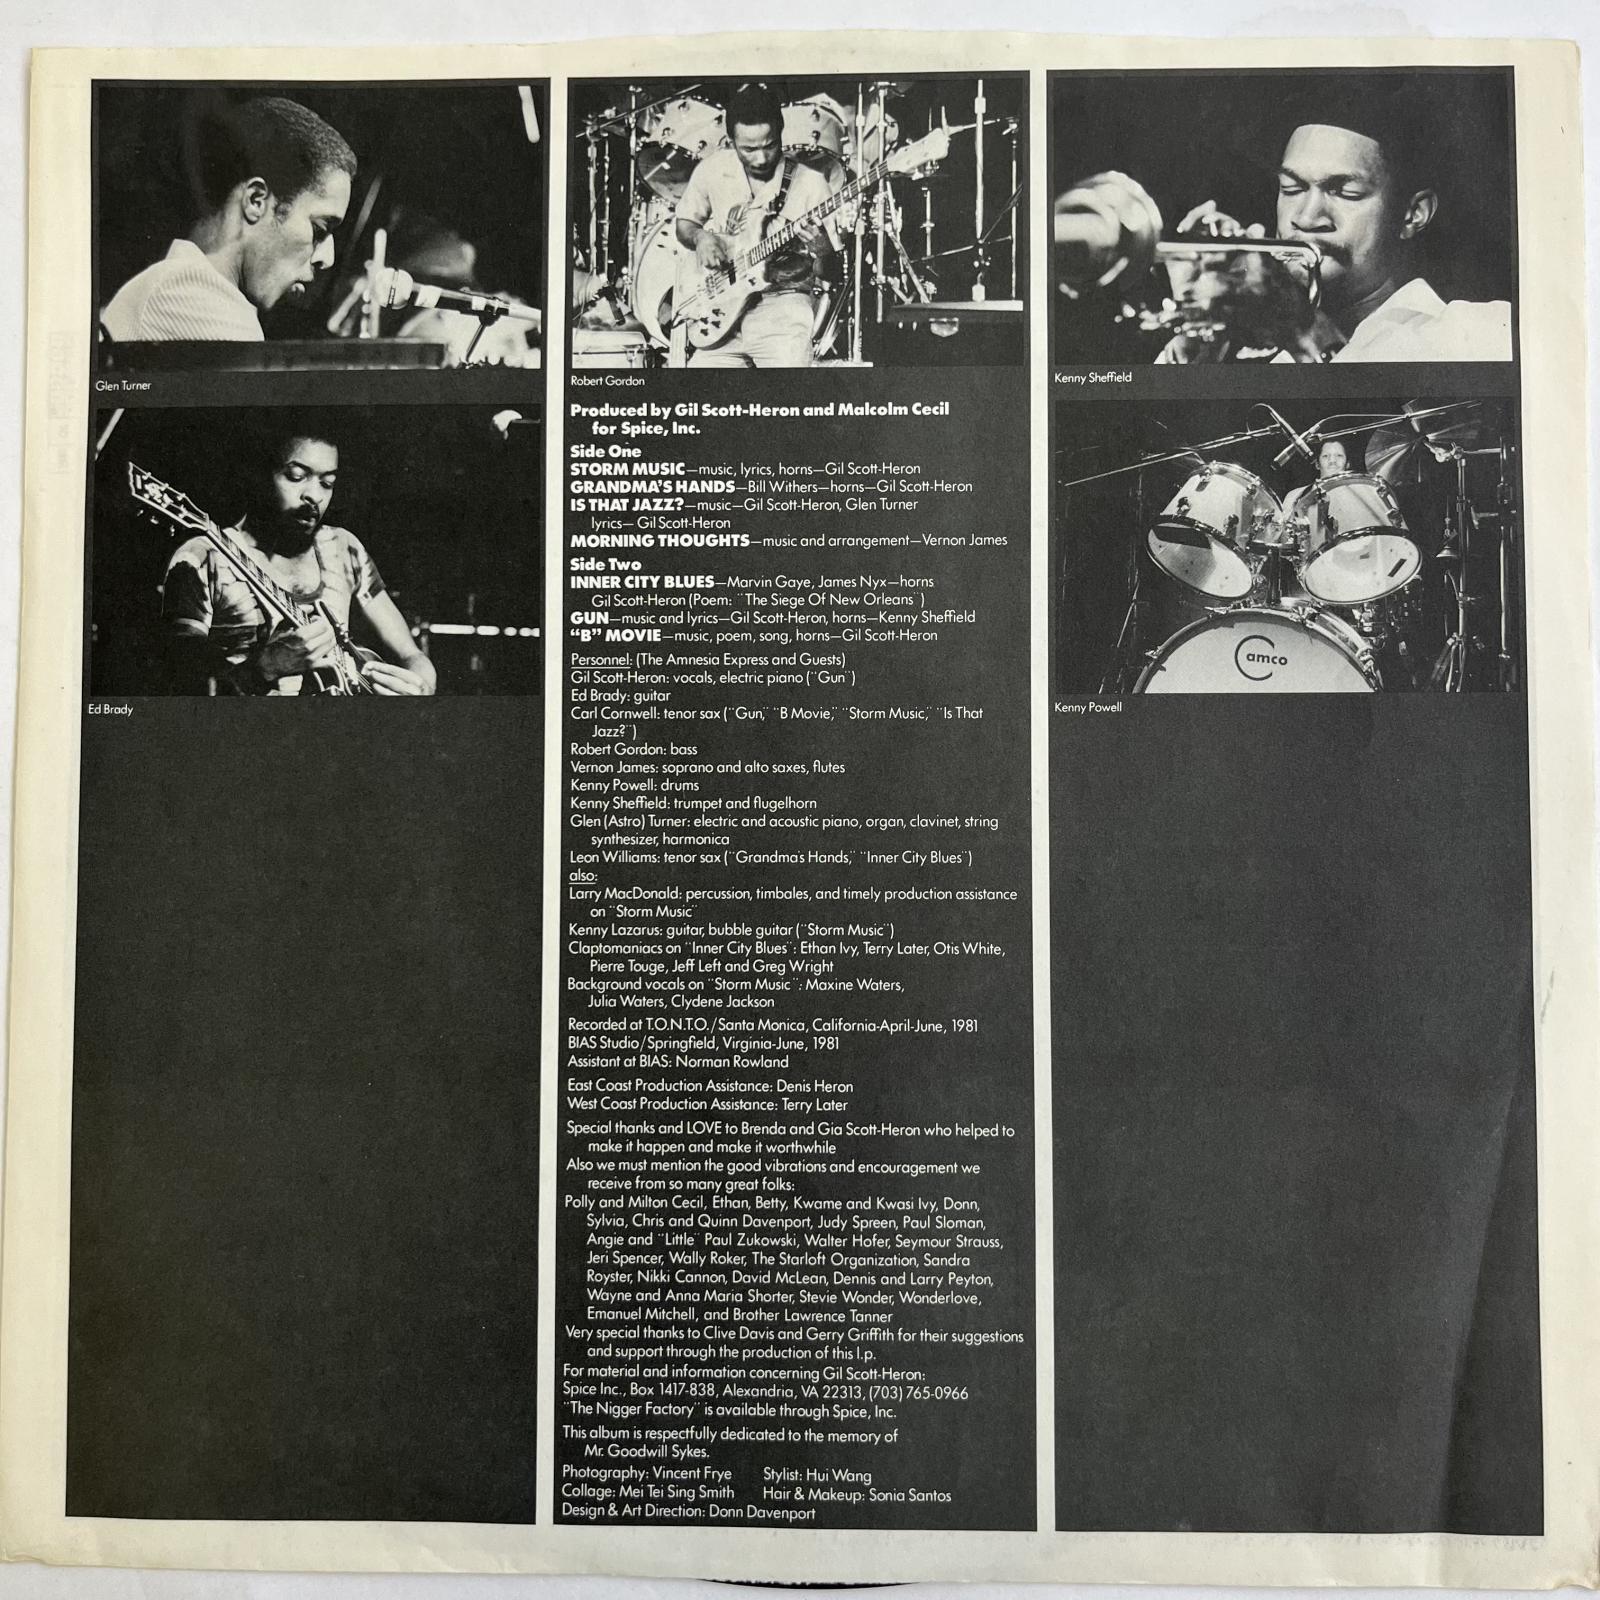 Glen Turner
Robert Gordon
Kenny Sheffield
Ed Brady
Camco
Kenny Powell
Produced by Gil Scott-Heron and Malcolm Cecil
for Spice, Inc.
Side One
STORM MUSIC—music, lyrics, horns—Gil Scott-Heron
GRANDMA'S HANDS—Bill Withers—horns—Gil Scott-Heron
IS THAT JAZZ?—music—Gil Scott-Heron, Glen Turner
lyrics— Gil Scott-Heron
MORNING THOUGHTS—music and arrangement—Vernon James
Side Two
INNER CITY BLUES—Marvin Gaye, James Nyx—horns
Gil Scott-Heron (Poem: "The Siege Of New Orleans")
GUN—music and lyrics—Gil Scott-Heron, horns—Kenny Sheffield
"B" MOVIE—music, poem, song, horns—Gil Scott-Heron
Personnel: (The Amnesia Express and Guests)
Gil Scott-Heron: vocals, electric piano ("Gun")
Ed Brady: guitar
Carl Cornwell: tenor sax ("Gun," "B Movie," "Storm Music," "Is That
Jazz?")
Robert Gordon: bass
Vernon James: soprano and alto saxes, flutes
Kenny Powell: drums
Kenny Sheffield: trumpet and flugelhorn
Glen (Astro) Turner: electric and acoustic piano, organ, clavinet, string
synthesizer, harmonica
Leon Williams: tenor sax ("Grandma's Hands," "Inner City Blues")
also:
Larry MacDonald: percussion, timbales, and timely production assistance
on "Storm Music"
Kenny Lazarus: guitar, bubble guitar ("Storm Music")
Claptomaniacs on "Inner City Blues": Ethan Ivy, Terry Later, Otis White,
Pierre Touge, Jeff Left and Greg Wright
Background vocals on "Storm Music": Maxine Waters,
Julia Waters, Clydene Jackson
Recorded at T.O.N.T.O./Santa Monica, California-April-June, 1981
BIAS Studio/Springfield, Virginia-June, 1981
Assistant at BIAS: Norman Rowland
East Coast Production Assistance: Denis Heron
West Coast Production Assistance: Terry Later
Special thanks and LOVE to Brenda and Gia Scott-Heron who helped to
make it happen and make it worthwhile
Also we must mention the good vibrations and encouragement we
receive from so many great folks:
Polly and Milton Cecil, Ethan, Betty, Kwame and Kwasi Ivy, Donn,
Sylvia, Chris and Quinn Davenport, Judy Spreen, Paul Sloman,
Angie and "Little" Paul Zukowski, Walter Hofer, Seymour Strauss,
Jeri Spencer, Wally Roker, The Starloft Organization, Sandra
Royster, Nikki Cannon, David McLean, Dennis and Larry Peyton,
Wayne and Anna Maria Shorter, Stevie Wonder, Wonderlove,
Emanuel Mitchell, and Brother Lawrence Tanner
Very special thanks to Clive Davis and Gerry Griffith for their suggestions
and support through the production of this l.p.
For material and information concerning Gil Scott-Heron:
Spice Inc., Box 1417-838, Alexandria, VA 22313, (703) 765-0966
"The Nigger Factory" is available through Spice, Inc.
This album is respectfully dedicated to the memory of
Mr. Goodwill Sykes.
Photography: Vincent Frye Stylist: Hui Wang
Collage: Mei Tei Sing Smith Hair & Makeup: Sonia Santos
Design & Art Direction: Donn Davenport